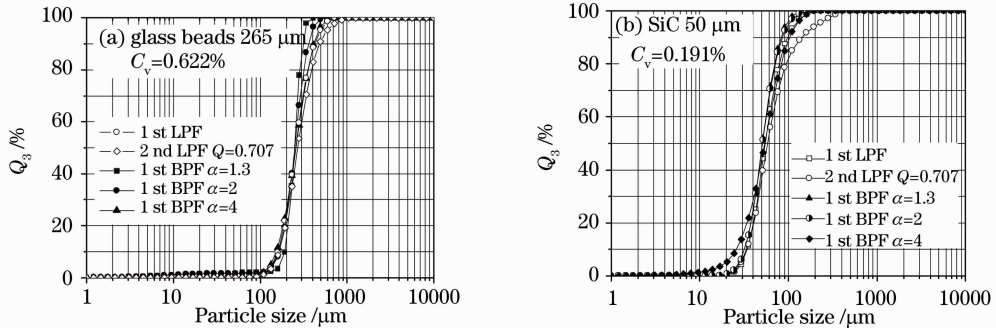 100
80
60
40
20
0
Q3 /%
(a) glass beads 265 μm
Cv=0.622%
1 st LPF
2 nd LPF Q=0.707
1 st BPF α=1.3
1 st BPF α=2
1 st BPF α=4
1 10 100 1000 10000
Particle size /μm
100
80
60
40
20
0
Q3 /%
(b) SiC 50 μm
Cv=0.191%
1 st LPF
2 nd LPF Q=0.707
1 st BPF α=1.3
1 st BPF α=2
1 st BPF α=4
1 10 100 1000 10000
Particle size /μm